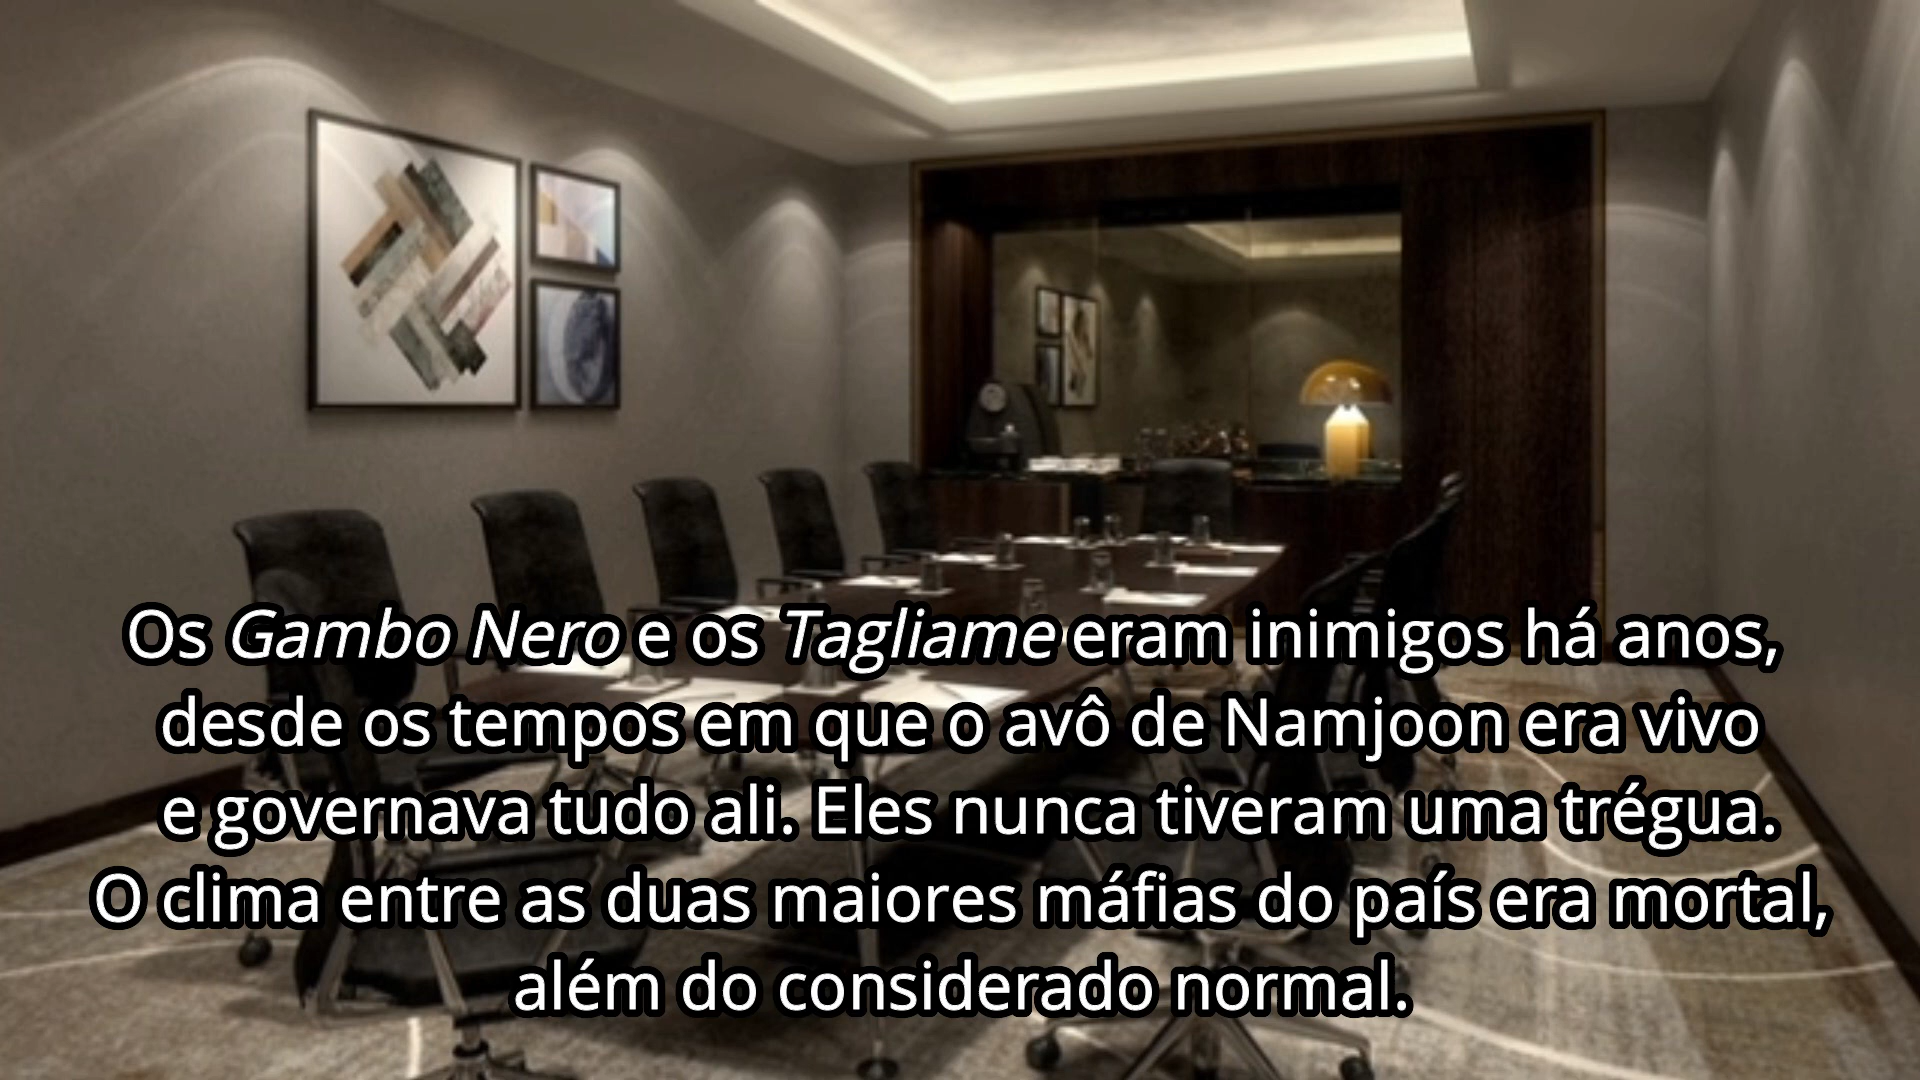 Os Gambo Nero e os Tagliame eram inimigos há anos,
desde os tempos em que o avô de Namjoon era vivo
e governava tudo ali. Eles nunca tiveram uma trégua.
O clima entre as duas maiores máfias do país era mortal,
além do considerado normal.